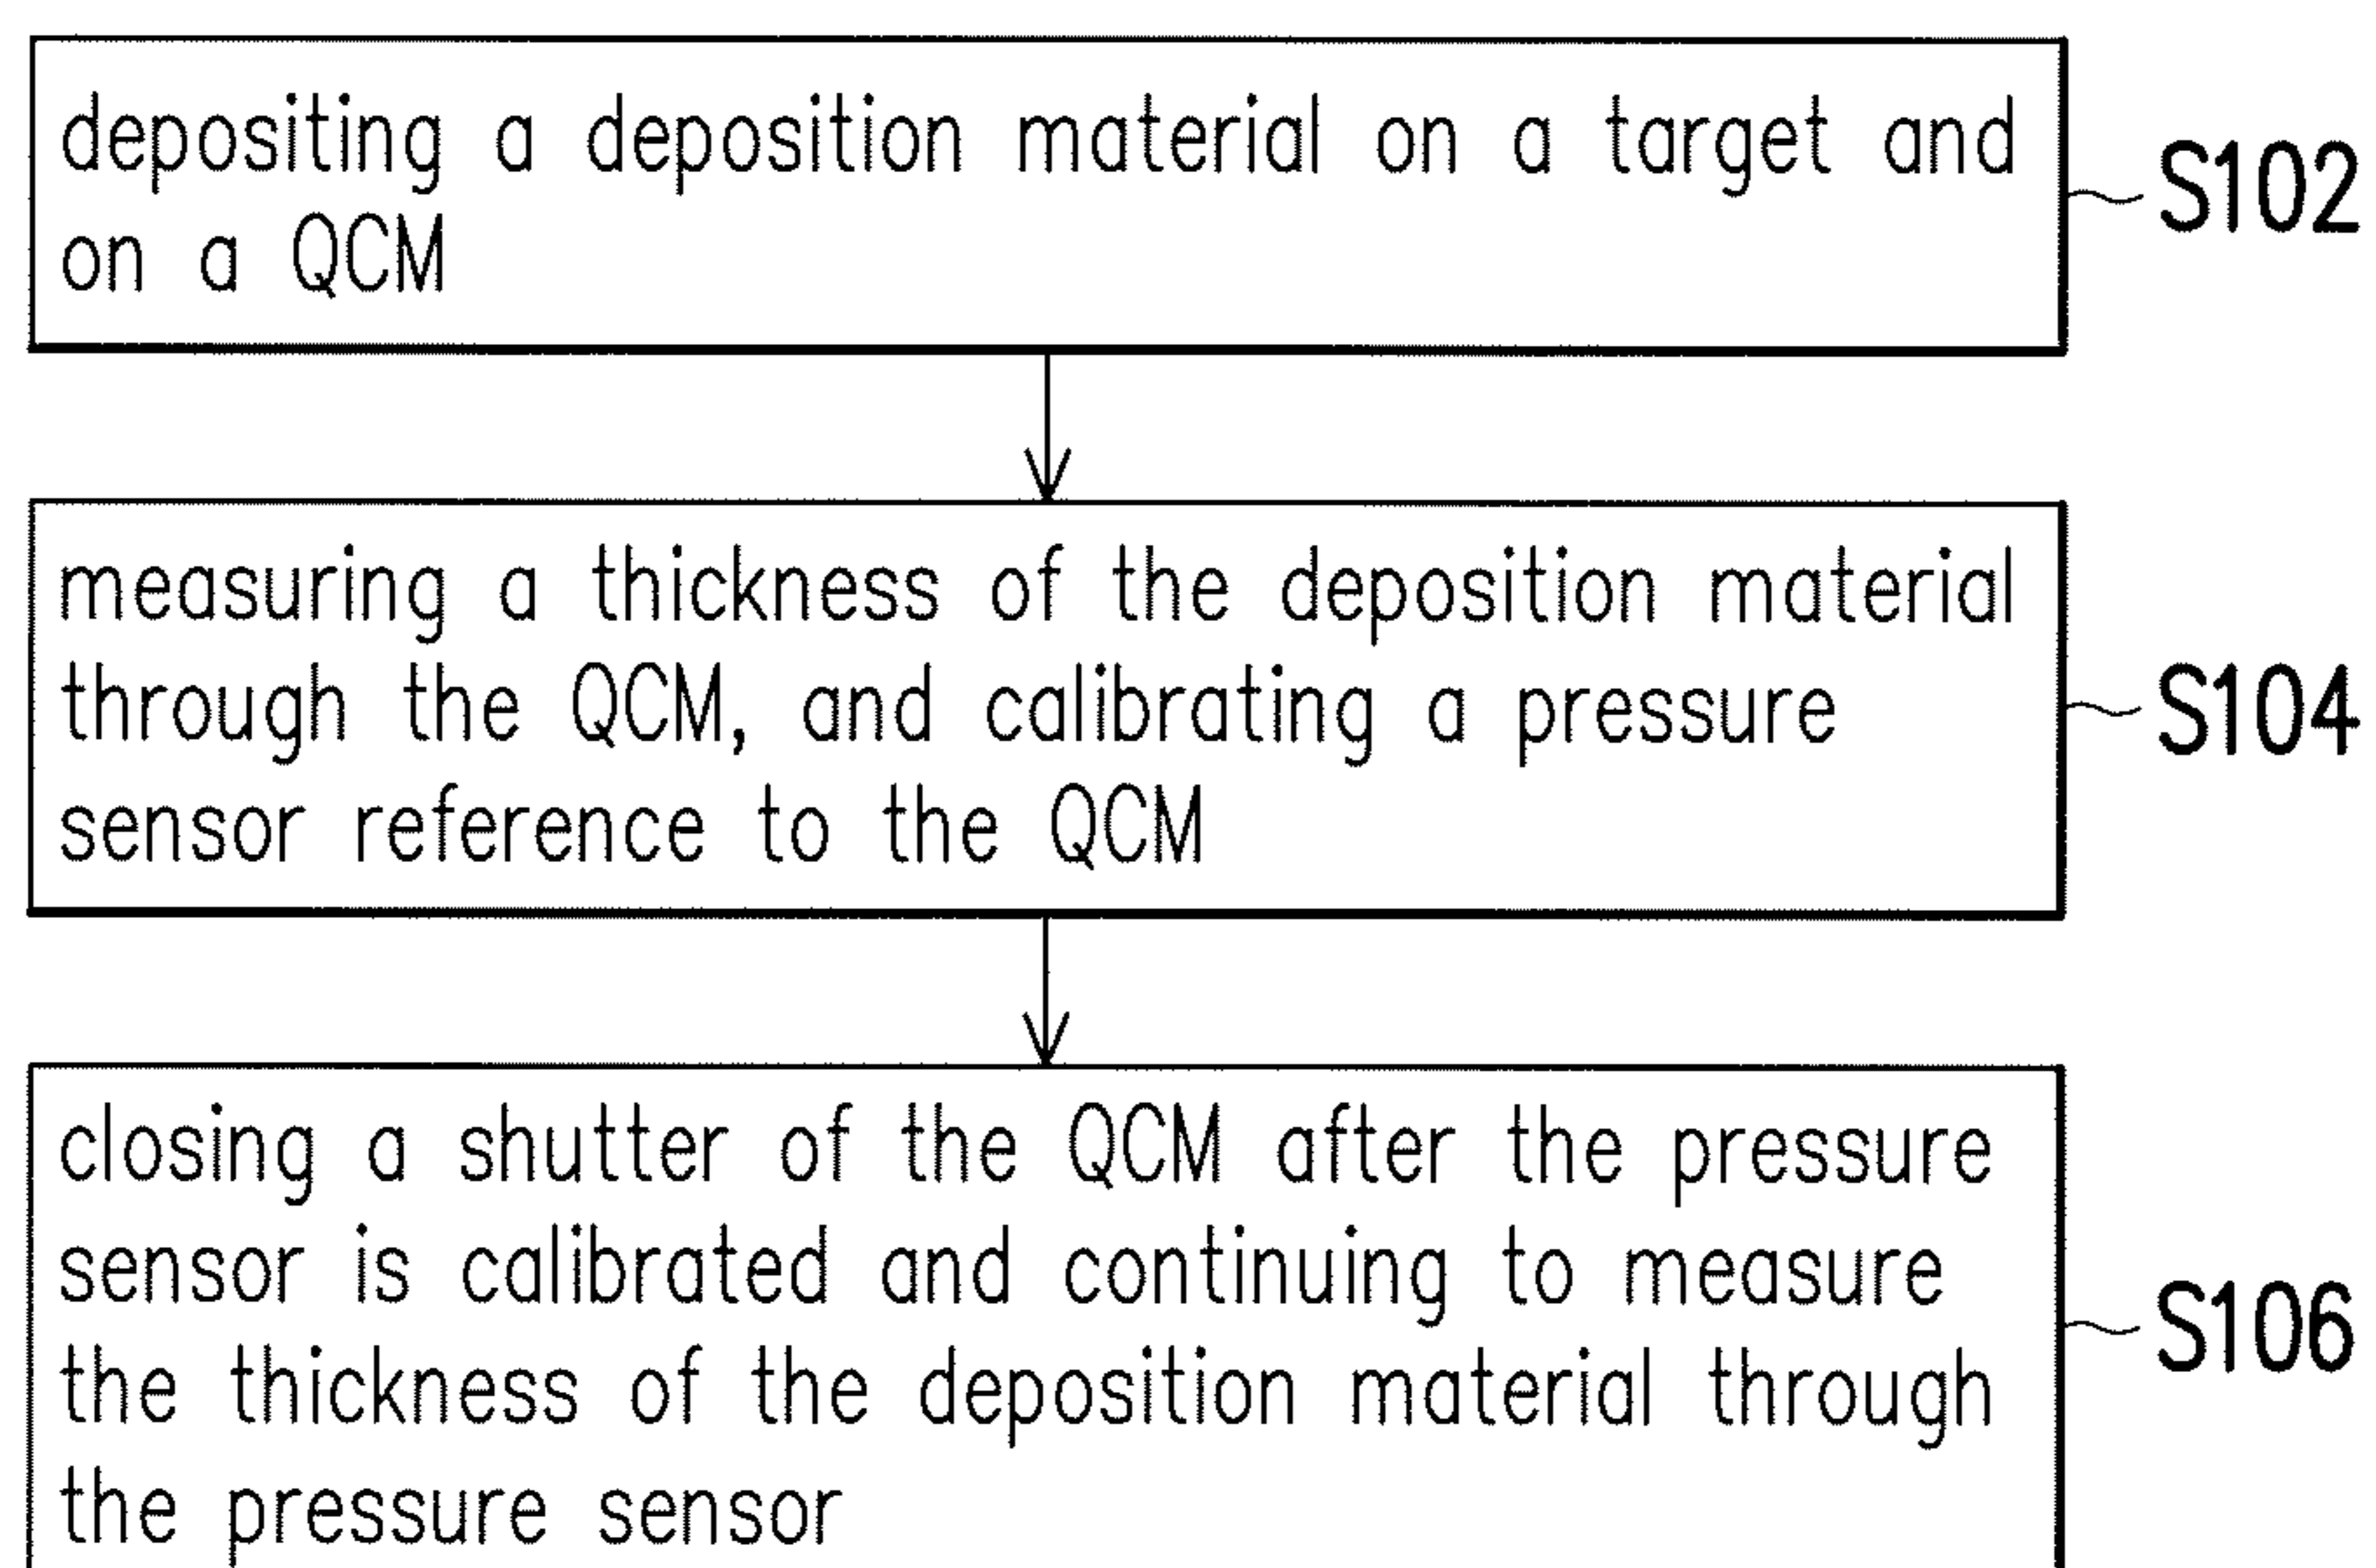 depositing a deposition material on a target and
on a QCM
S102
measuring a thickness of the deposition material
through the QCM, and calibrating a pressure
sensor reference to the QCM
S104
closing a shutter of the QCM after the pressure
sensor is calibrated and continuing to measure
the thickness of the deposition material through
the pressure sensor
S106